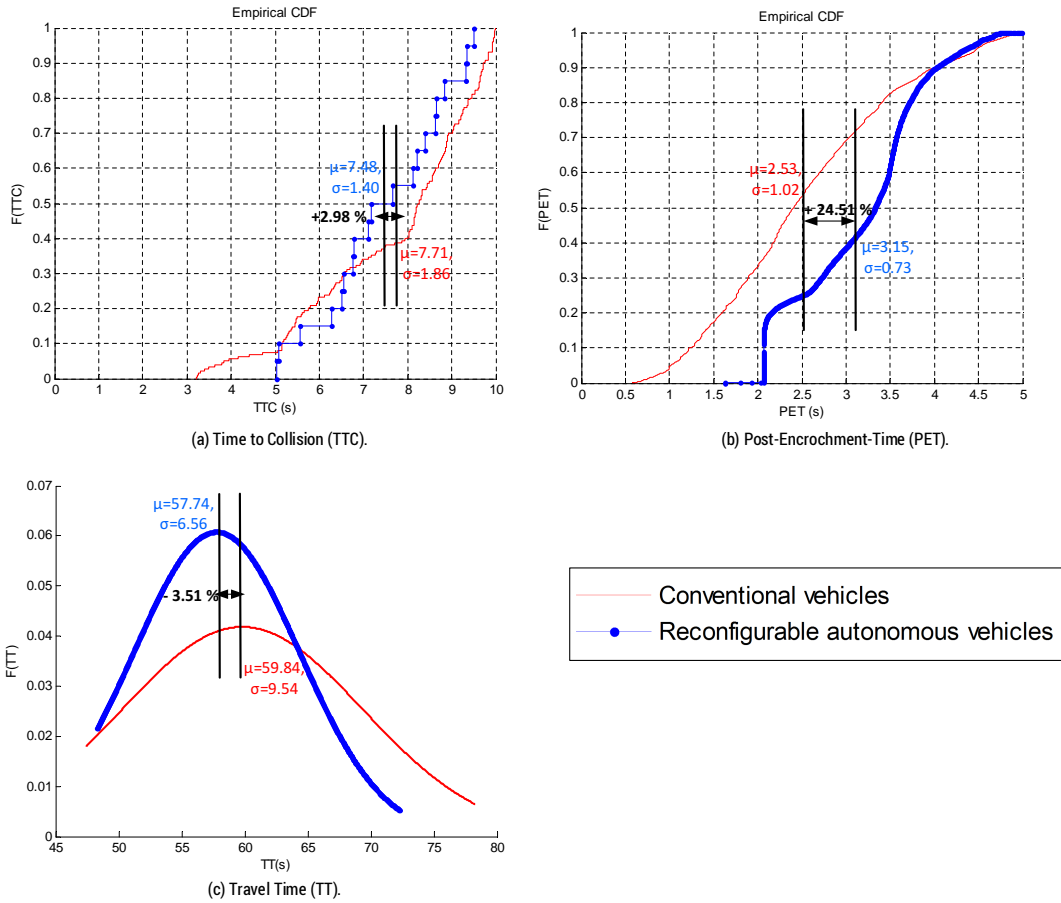 Empirical CDF
1
0.9
0.8
0.7
0.6
0.5
0.4
0.3
0.2
0.1
0
F(TTC)
μ=7.48,
σ=1.40
+2.98 %
μ=7.71,
σ=1.86
0 1 2 3 4 5 6 7 8 9 10
TTC (s)
(a) Time to Collision (TTC).
Empirical CDF
1
0.9
0.8
0.7
0.6
0.5
0.4
0.3
0.2
0.1
0
F(PET)
μ=2.53,
σ=1.02
+ 24.51 %
μ=3.15,
σ=0.73
0 0.5 1 1.5 2 2.5 3 3.5 4 4.5 5
PET (s)
(b) Post-Encrochment-Time (PET).
0.07
0.06
0.05
0.04
0.03
0.02
0.01
0
F(TT)
μ=57.74,
σ=6.56
- 3.51 %
μ=59.84,
σ=9.54
45 50 55 60 65 70 75 80
TT(s)
(c) Travel Time (TT).
Conventional vehicles
Reconfigurable autonomous vehicles